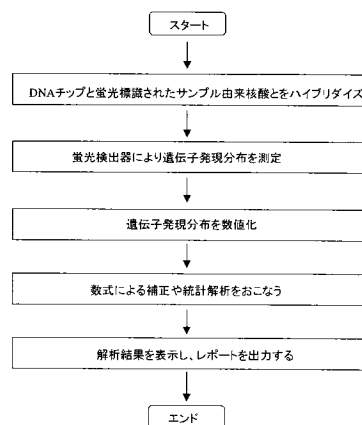 スタート
DNAチップと蛍光標識されたサンプル由来核酸とをハイブリダイズ
蛍光検出器により遺伝子発現分布を測定
遺伝子発現分布を数値化
数式による補正や統計解析をおこなう
解析結果を表示し、レポートを出力する
エンド